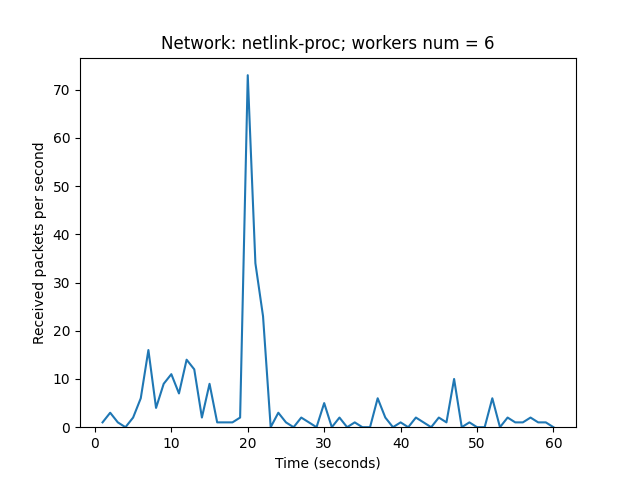 Network: netlink-proc; workers num = 6
Received packets per second
70
60
50
40
30
20
10
0
0 10 20 30 40 50 60
Time (seconds)